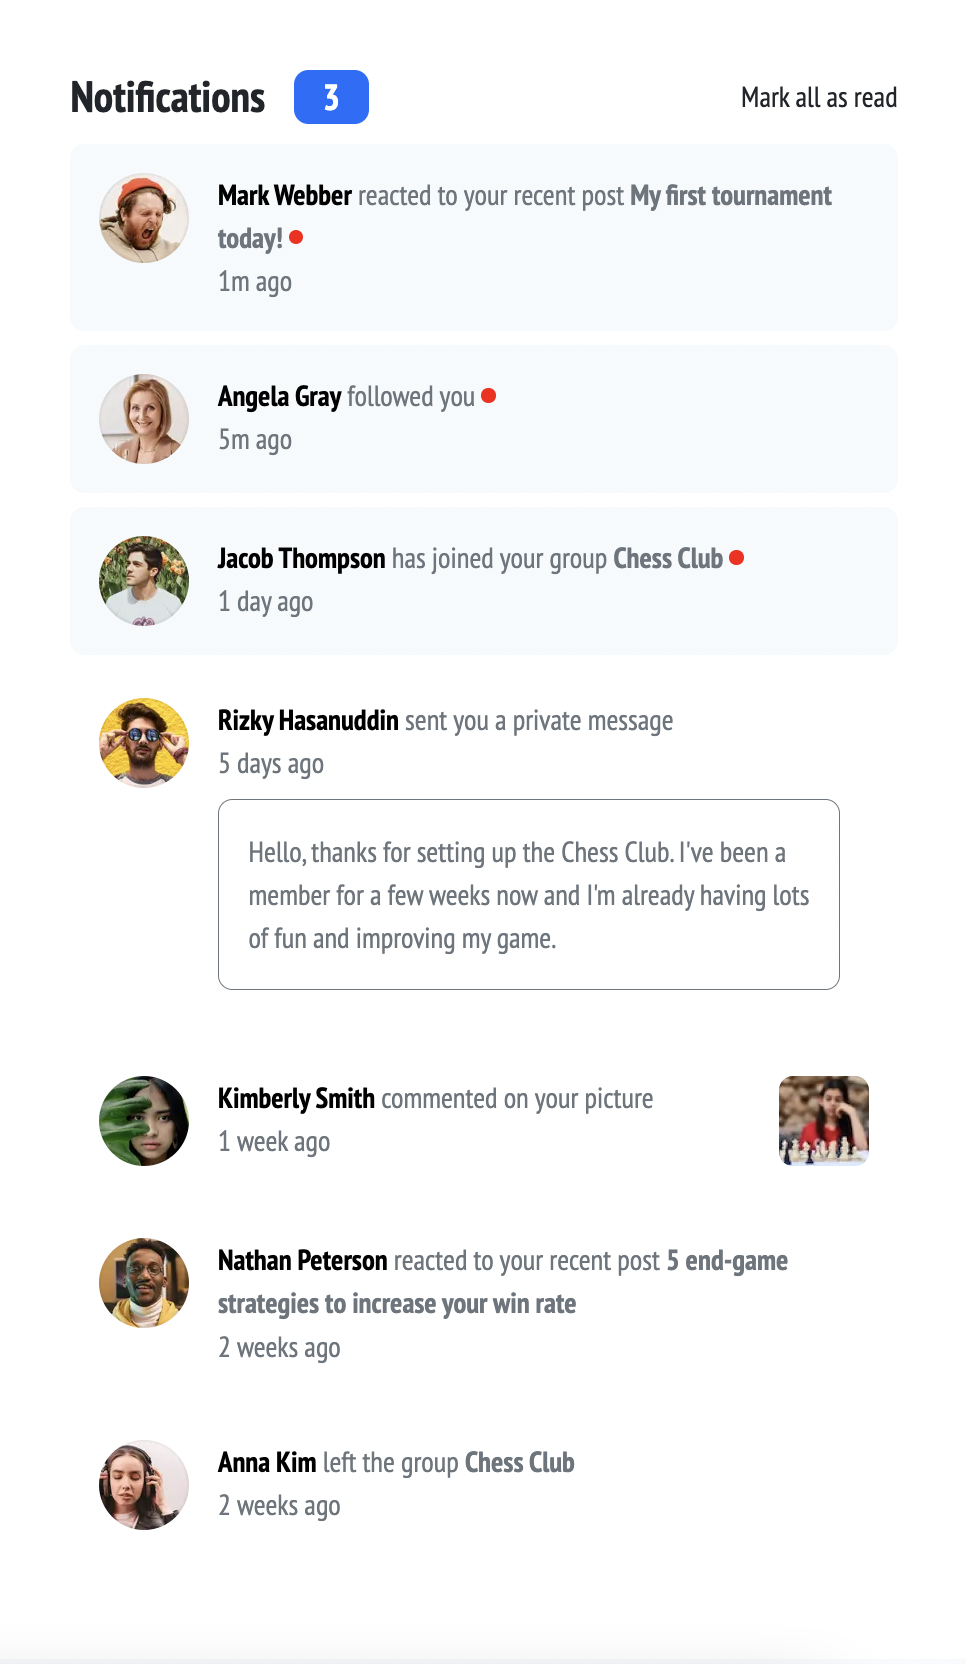 Notifications 3 Mark all as read
Mark Webber reacted to your recent post My first tournament
today!
1m ago
Angela Gray followed you
5m ago
Jacob Thompson has joined your group Chess Club
1 day ago
Rizky Hasanuddin sent you a private message
5 days ago
Hello, thanks for setting up the Chess Club. I've been a
member for a few weeks now and I'm already having lots
of fun and improving my game.
Kimberly Smith commented on your picture
1 week ago
Nathan Peterson reacted to your recent post 5 end-game
strategies to increase your win rate
2 weeks ago
Anna Kim left the group Chess Club
2 weeks ago